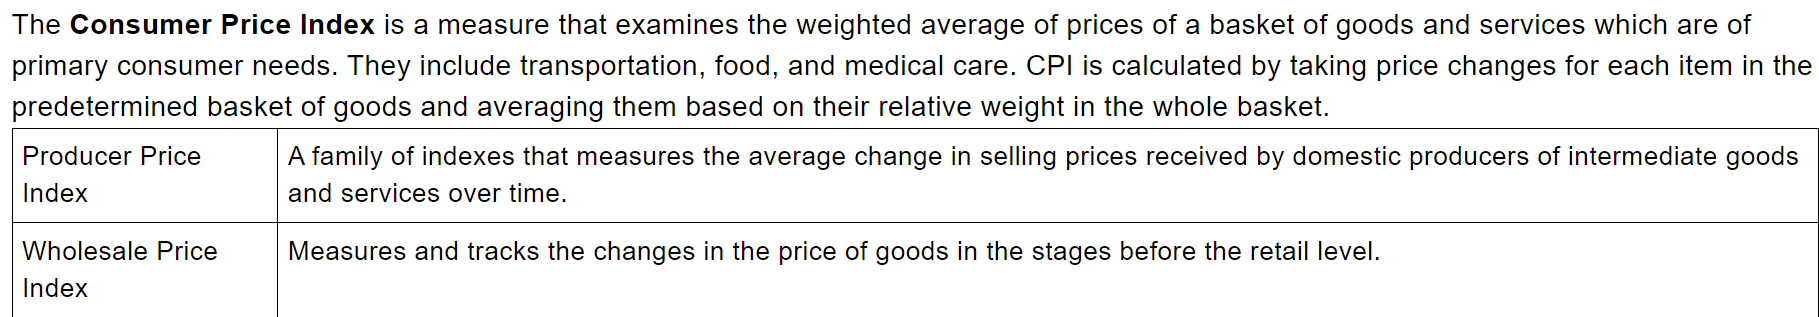 The Consumer Price Index is a measure that examines the weighted average of prices of a basket of goods and services which are of
primary consumer needs. They include transportation, food, and medical care. CPI is calculated by taking price changes for each item in the
predetermined basket of goods and averaging them based on their relative weight in the whole basket.
Producer Price
Index
A family of indexes that measures the average change in selling prices received by domestic producers of intermediate goods
and services over time.
Wholesale Price
Index
Measures and tracks the changes in the price of goods in the stages before the retail level.